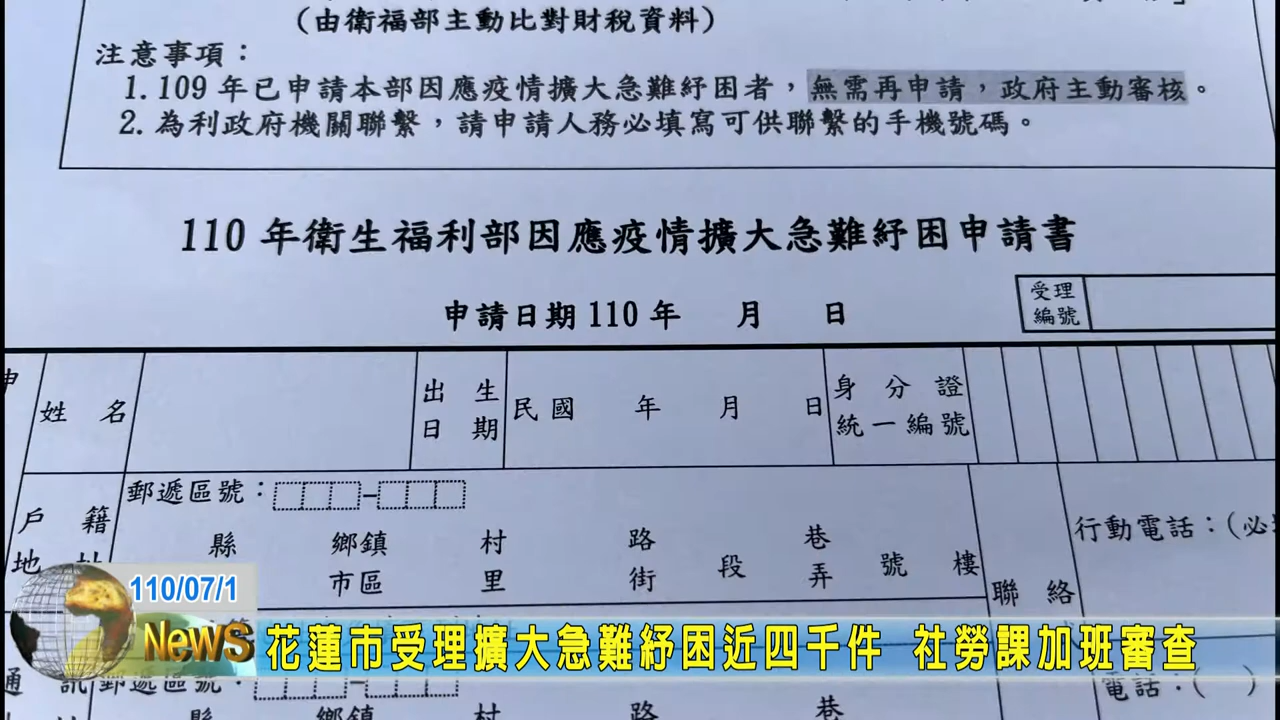 (由衛福部主動比對財稅資料)
注意事項：
1. 109 年已申請本部因應疫情擴大急難紓困者，無需再申請，政府主動審核。
2. 為利政府機關聯繫，請申請人務必填寫可供聯繫的手機號碼。
110 年衛生福利部因應疫情擴大急難紓困申請書
申請日期 110 年 月 日
受理
編號
姓 名
出 生
日 期
民國 年 月 日
身 分 證
統一編號
戶 籍
地 址
郵遞區號：
縣 鄉鎮 村 路 巷
市區 里 街 段 弄 號 樓
聯 絡
行動電話：(必
110/07/1
News 花蓮市受理擴大急難紓困近四千件 社勞課加班審查
通 訊
郵遞區號：
電話：( )
縣 鄉鎮 村 路 巷